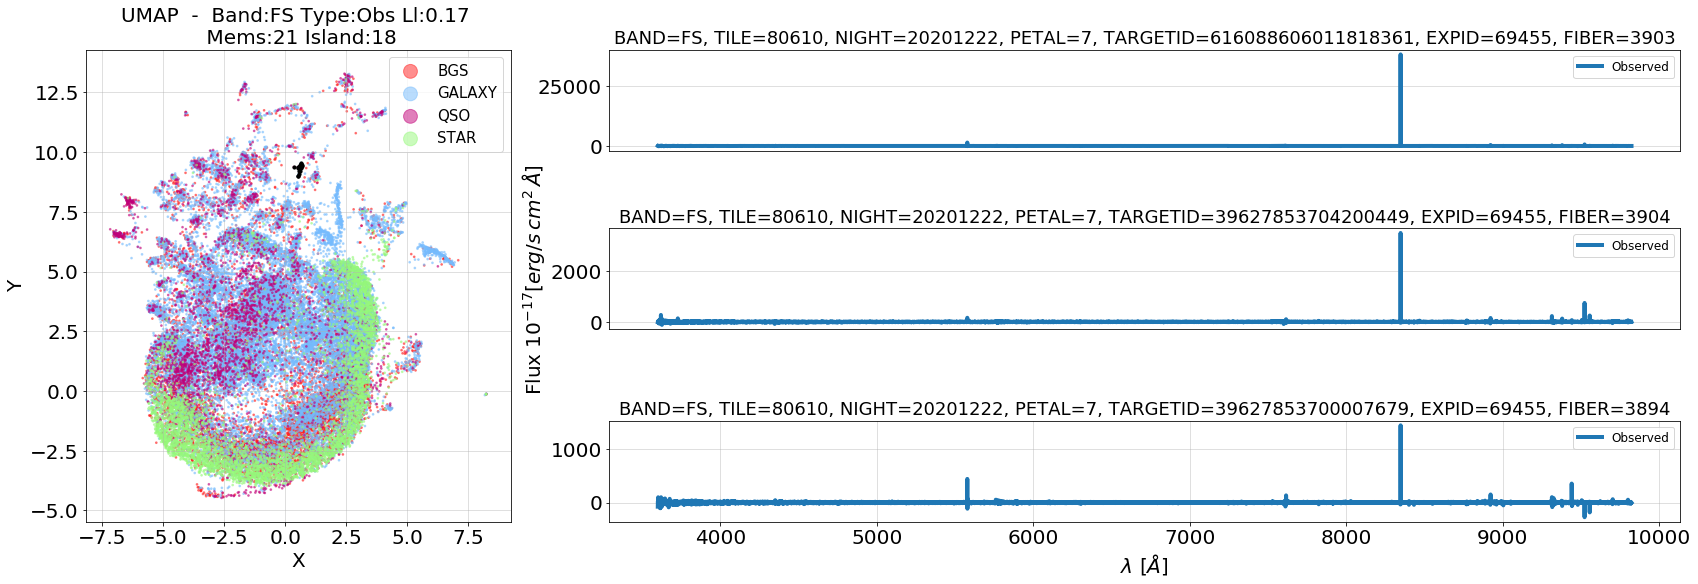 UMAP - Band:FS Type:Obs Ll:0.17
Mems:21 Island:18
BGS
GALAXY
QSO
STAR
12.5
10.0
7.5
5.0
2.5
0.0
−2.5
−5.0
Y
−7.5 −5.0 −2.5 0.0 2.5 5.0 7.5
X
BAND=FS, TILE=80610, NIGHT=20201222, PETAL=7, TARGETID=616088606011818361, EXPID=69455, FIBER=3903
Observed
25000
0
BAND=FS, TILE=80610, NIGHT=20201222, PETAL=7, TARGETID=39627853704200449, EXPID=69455, FIBER=3904
Observed
2000
0
Flux 10⁻¹⁷[erg/s cm² Å]
BAND=FS, TILE=80610, NIGHT=20201222, PETAL=7, TARGETID=39627853700007679, EXPID=69455, FIBER=3894
Observed
1000
0
4000 5000 6000 7000 8000 9000 10000
λ [Å]